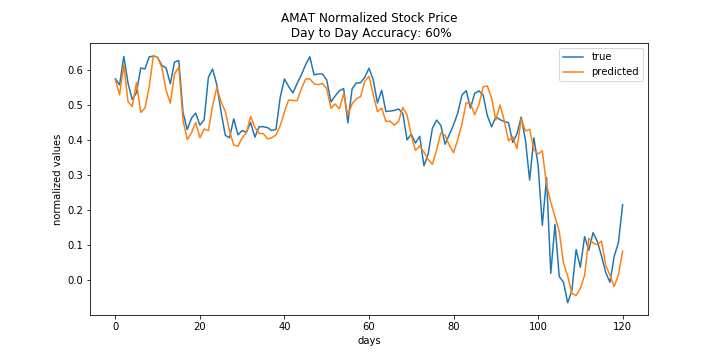 AMAT Normalized Stock Price
Day to Day Accuracy: 60%
true
predicted
normalized values
0.6
0.5
0.4
0.3
0.2
0.1
0.0
0 20 40 60 80 100 120
days